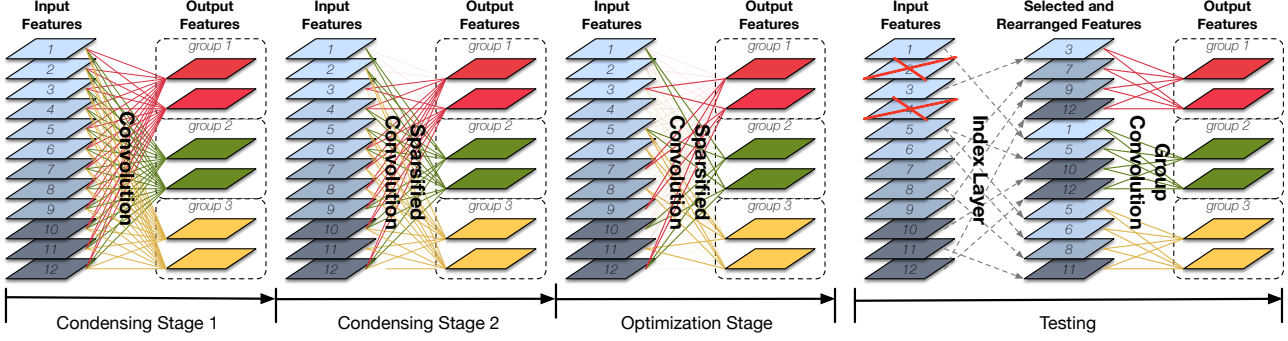 Input
Features
Output
Features
1
2
3
4
5
6
7
8
9
10
11
12
Convolution
group 1
group 2
group 3
Condensing Stage 1
Input
Features
Output
Features
1
2
3
4
5
6
7
8
9
10
11
12
Sparsified
Convolution
group 1
group 2
group 3
Condensing Stage 2
Input
Features
Output
Features
1
2
3
4
5
6
7
8
9
10
11
12
Sparsified
Convolution
group 1
group 2
group 3
Optimization Stage
Input
Features
Selected and
Rearranged Features
Output
Features
1
2
3
4
5
6
7
8
9
10
11
12
Index Layer
3
7
9
12
1
5
10
12
5
6
8
11
Group
Convolution
group 1
group 2
group 3
Testing